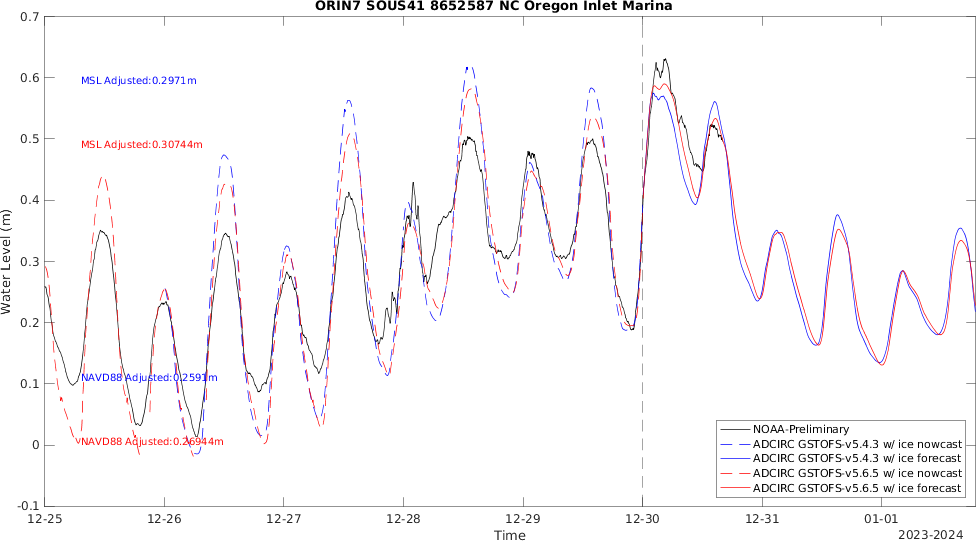 ORIN7 SOUS41 8652587 NC Oregon Inlet Marina
0.7
0.6
0.5
0.4
0.3
0.2
0.1
0
-0.1
Water Level (m)
MSL Adjusted:0.2971m
MSL Adjusted:0.30744m
NAVD88 Adjusted:0.2591m
NAVD88 Adjusted:0.26944m
NOAA-Preliminary
ADCIRC GSTOFS-v5.4.3 w/ ice nowcast
ADCIRC GSTOFS-v5.4.3 w/ ice forecast
ADCIRC GSTOFS-v5.6.5 w/ ice nowcast
ADCIRC GSTOFS-v5.6.5 w/ ice forecast
12-25 12-26 12-27 12-28 12-29 12-30 12-31 01-01
Time
2023-2024